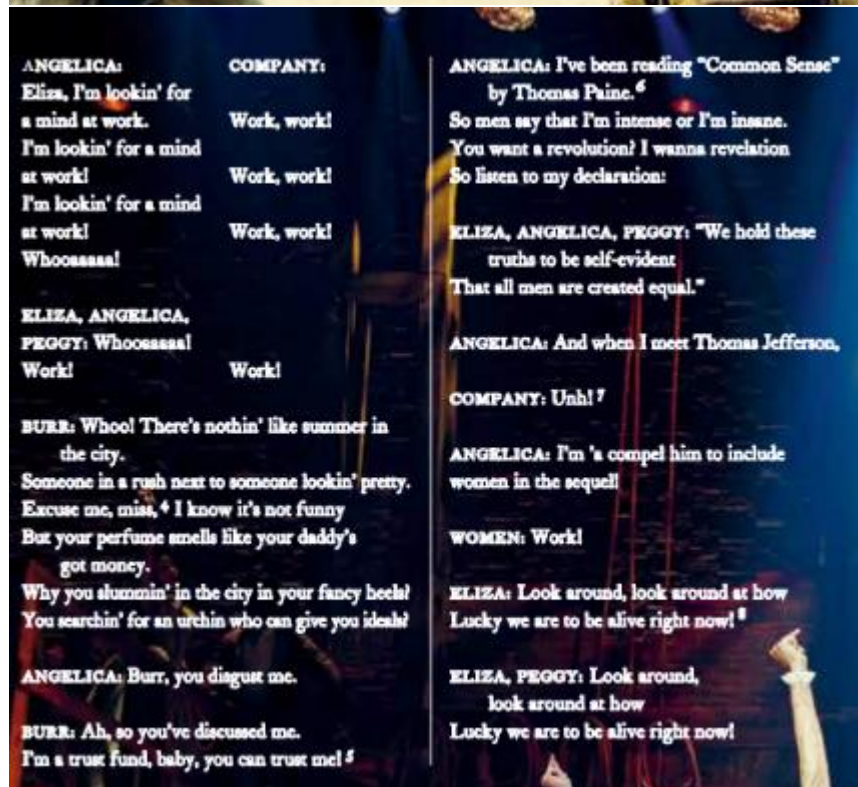 ANGELICA: COMPANY:
Eliza, I'm lookin' for
a mind at work. Work, work!
I'm lookin' for a mind
at work! Work, work!
I'm lookin' for a mind
at work! Work, work!
Whooaaaaa!
ELIZA, ANGELICA,
PEGGY: Whooaaaaa!
Work! Work!
BURR: Whoo! There's nothin' like summer in
the city.
Someone in a rush next to someone lookin' pretty.
Excuse me, miss,⁴ I know it's not funny
But your perfume smells like your daddy's
got money.
Why you slummin' in the city in your fancy heels?
You searchin' for an urchin who can give you ideals?
ANGELICA: Burr, you disgust me.
BURR: Ah, so you've discussed me.
I'm a trust fund, baby, you can trust me!⁵
ANGELICA: I've been reading "Common Sense"
by Thomas Paine.⁶
So men say that I'm intense or I'm insane.
You want a revolution? I wanna revelation
So listen to my declaration:
ELIZA, ANGELICA, PEGGY: "We hold these
truths to be self-evident
That all men are created equal."
ANGELICA: And when I meet Thomas Jefferson,
COMPANY: Unh!⁷
ANGELICA: I'm 'a compel him to include
women in the sequel!
WOMEN: Work!
ELIZA: Look around, look around at how
Lucky we are to be alive right now!⁸
ELIZA, PEGGY: Look around,
look around at how
Lucky we are to be alive right now!